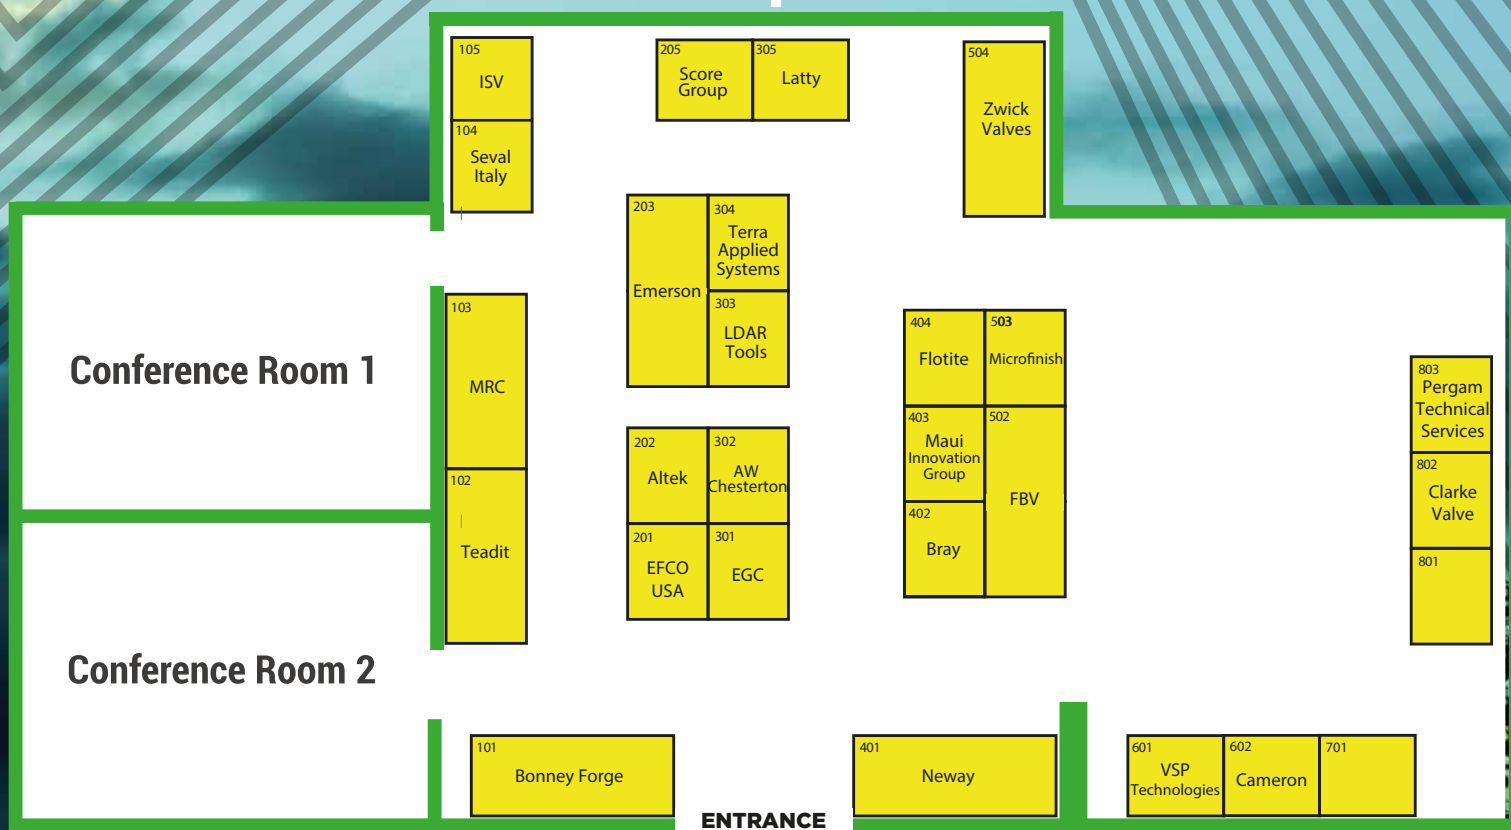 105
ISV
104
Seval
Italy
205
Score
Group
305
Latty
504
Zwick
Valves
203
Emerson
304
Terra
Applied
Systems
303
LDAR
Tools
103
MRC
102
Teadit
Conference Room 1
Conference Room 2
202
Altek
302
AW
Chesterton
201
EFCO
USA
301
EGC
404
Flotite
503
Microfinish
403
Maui
Innovation
Group
502
FBV
402
Bray
803
Pergam
Technical
Services
802
Clarke
Valve
801
101
Bonney Forge
401
Neway
601
VSP
Technologies
602
Cameron
701
ENTRANCE